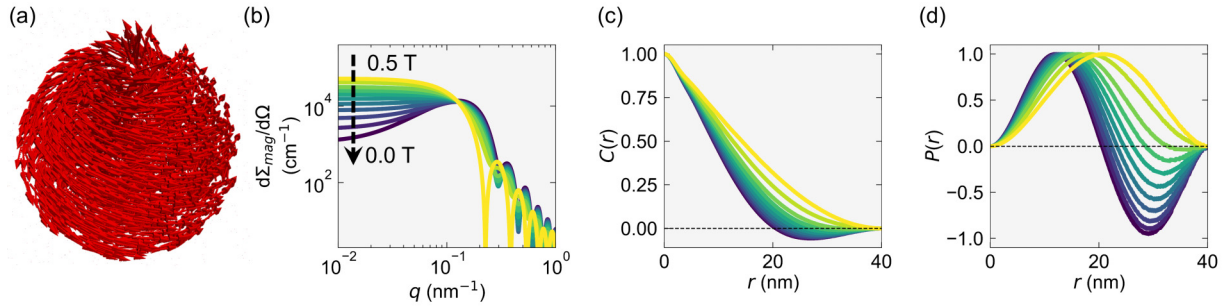 (a)
(b)
dΣ_mag/dΩ
(cm⁻¹)
10⁴
10²
0.5 T
0.0 T
10⁻² 10⁻¹ 10⁰
q (nm⁻¹)
(c)
C(r)
1.00
0.75
0.50
0.25
0.00
0 20 40
r (nm)
(d)
P(r)
1.0
0.5
0.0
−0.5
−1.0
0 10 20 30 40
r (nm)